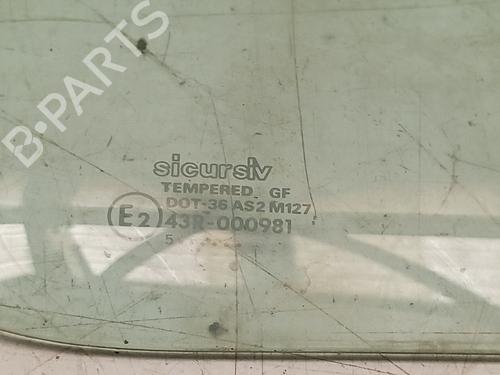 B-PARTS
sicursiv
TEMPERED GF
DOT-36 AS2 M127
E2 43R-000981
5